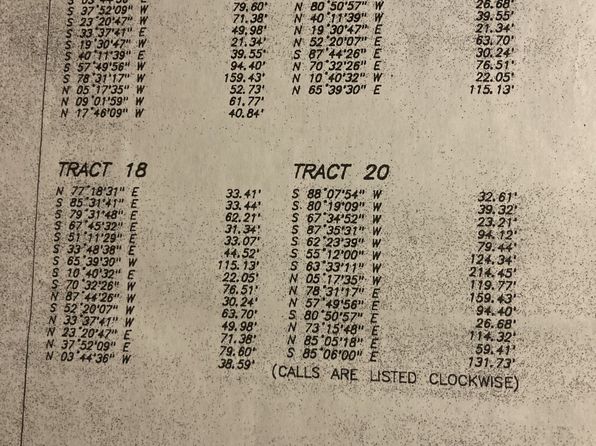 S 37°52'09" W 79.60'
S 23°20'47" W 71.38'
S 33°37'41" E 49.98'
S 19°30'47" W 21.34'
S 40°11'39" E 39.55'
S 57°49'56" W 94.40'
S 78°31'17" W 159.43'
N 05°17'35" W 52.73'
N 09°01'59" W 61.77'
N 17°46'09" W 40.84'
N 80°50'57" W 26.68'
N 40°11'39" W 39.55'
N 19°30'47" E 21.34'
N 52°20'07" E 63.70'
S 87°44'26" E 30.24'
N 70°32'26" E 76.51'
N 10°40'32" W 22.05'
N 65°39'30" E 115.13'
TRACT 18
N 77°18'31" E 33.41'
S 85°31'41" E 33.44'
S 79°31'48" E 62.21'
S 67°45'32" E 31.34'
S 51°11'29" E 33.07'
S 33°48'38" E 44.52'
S 65°39'30" W 115.13'
S 10°40'32" E 22.05'
S 70°32'26" W 76.51'
N 87°44'26" W 30.24'
S 52°20'07" W 63.70'
N 33°37'41" W 49.98'
N 23°20'47" E 71.38'
N 37°52'09" E 79.60'
N 03°44'36" W 38.59'
TRACT 20
S 88°07'54" W 32.61'
S 80°19'09" W 39.32'
S 67°34'52" W 23.21'
S 87°35'31" W 94.12'
S 62°23'39" W 79.44'
S 55°12'00" W 124.34'
S 63°33'11" W 214.45'
N 05°17'35" W 119.77'
N 78°31'17" E 159.43'
N 57°49'56" E 94.40'
S 80°50'57" E 26.68'
N 73°15'48" E 114.32'
N 85°05'18" E 59.41'
S 85°06'00" E 131.73'
(CALLS ARE LISTED CLOCKWISE)